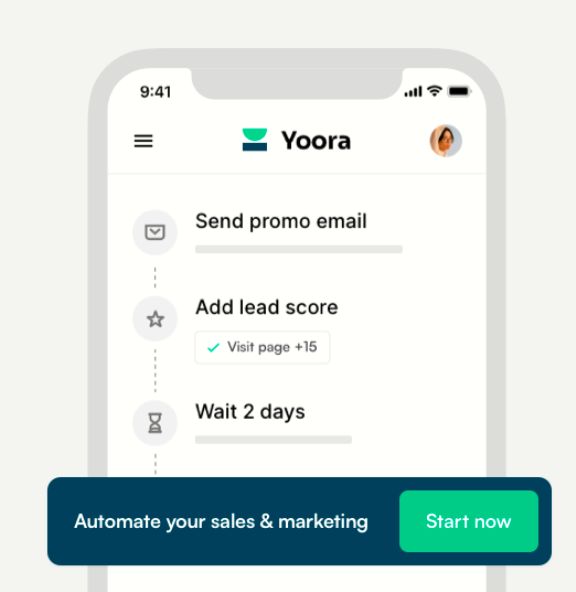 9:41
Yoora
Send promo email
Add lead score
Visit page +15
Wait 2 days
Automate your sales & marketing
Start now